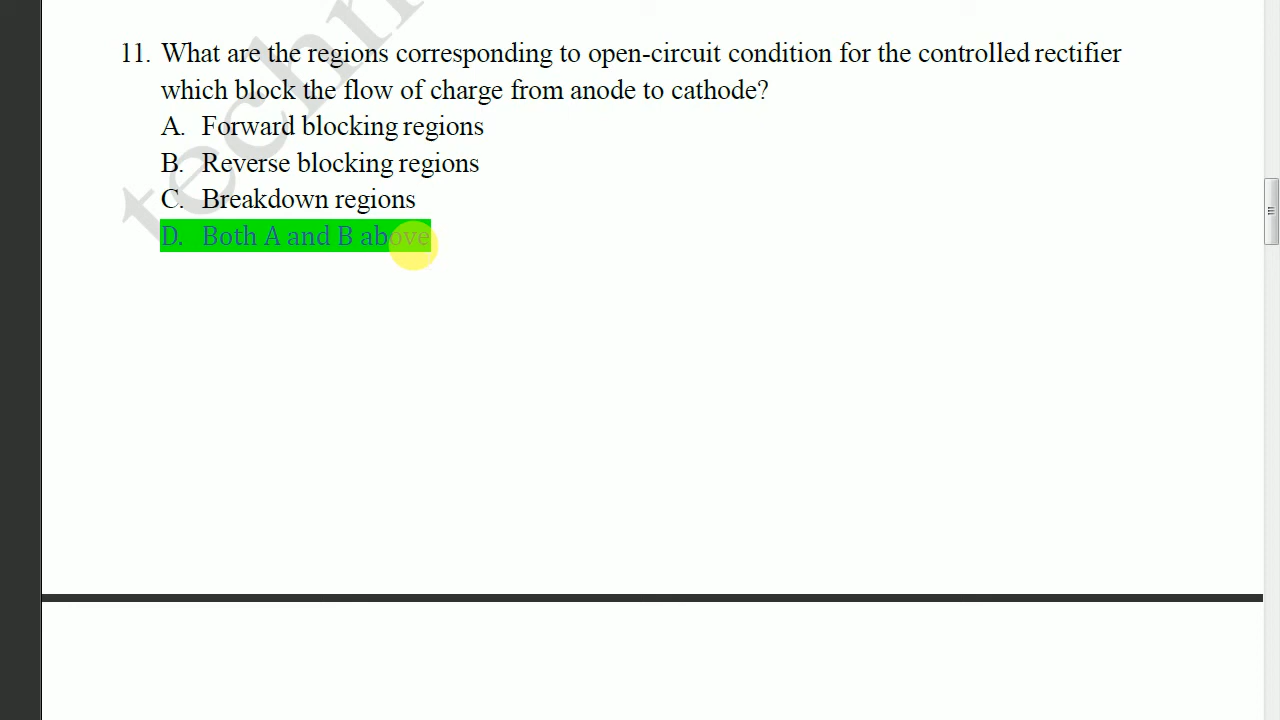 11. What are the regions corresponding to open-circuit condition for the controlled rectifier
which block the flow of charge from anode to cathode?
A. Forward blocking regions
B. Reverse blocking regions
C. Breakdown regions
D. Both A and B above